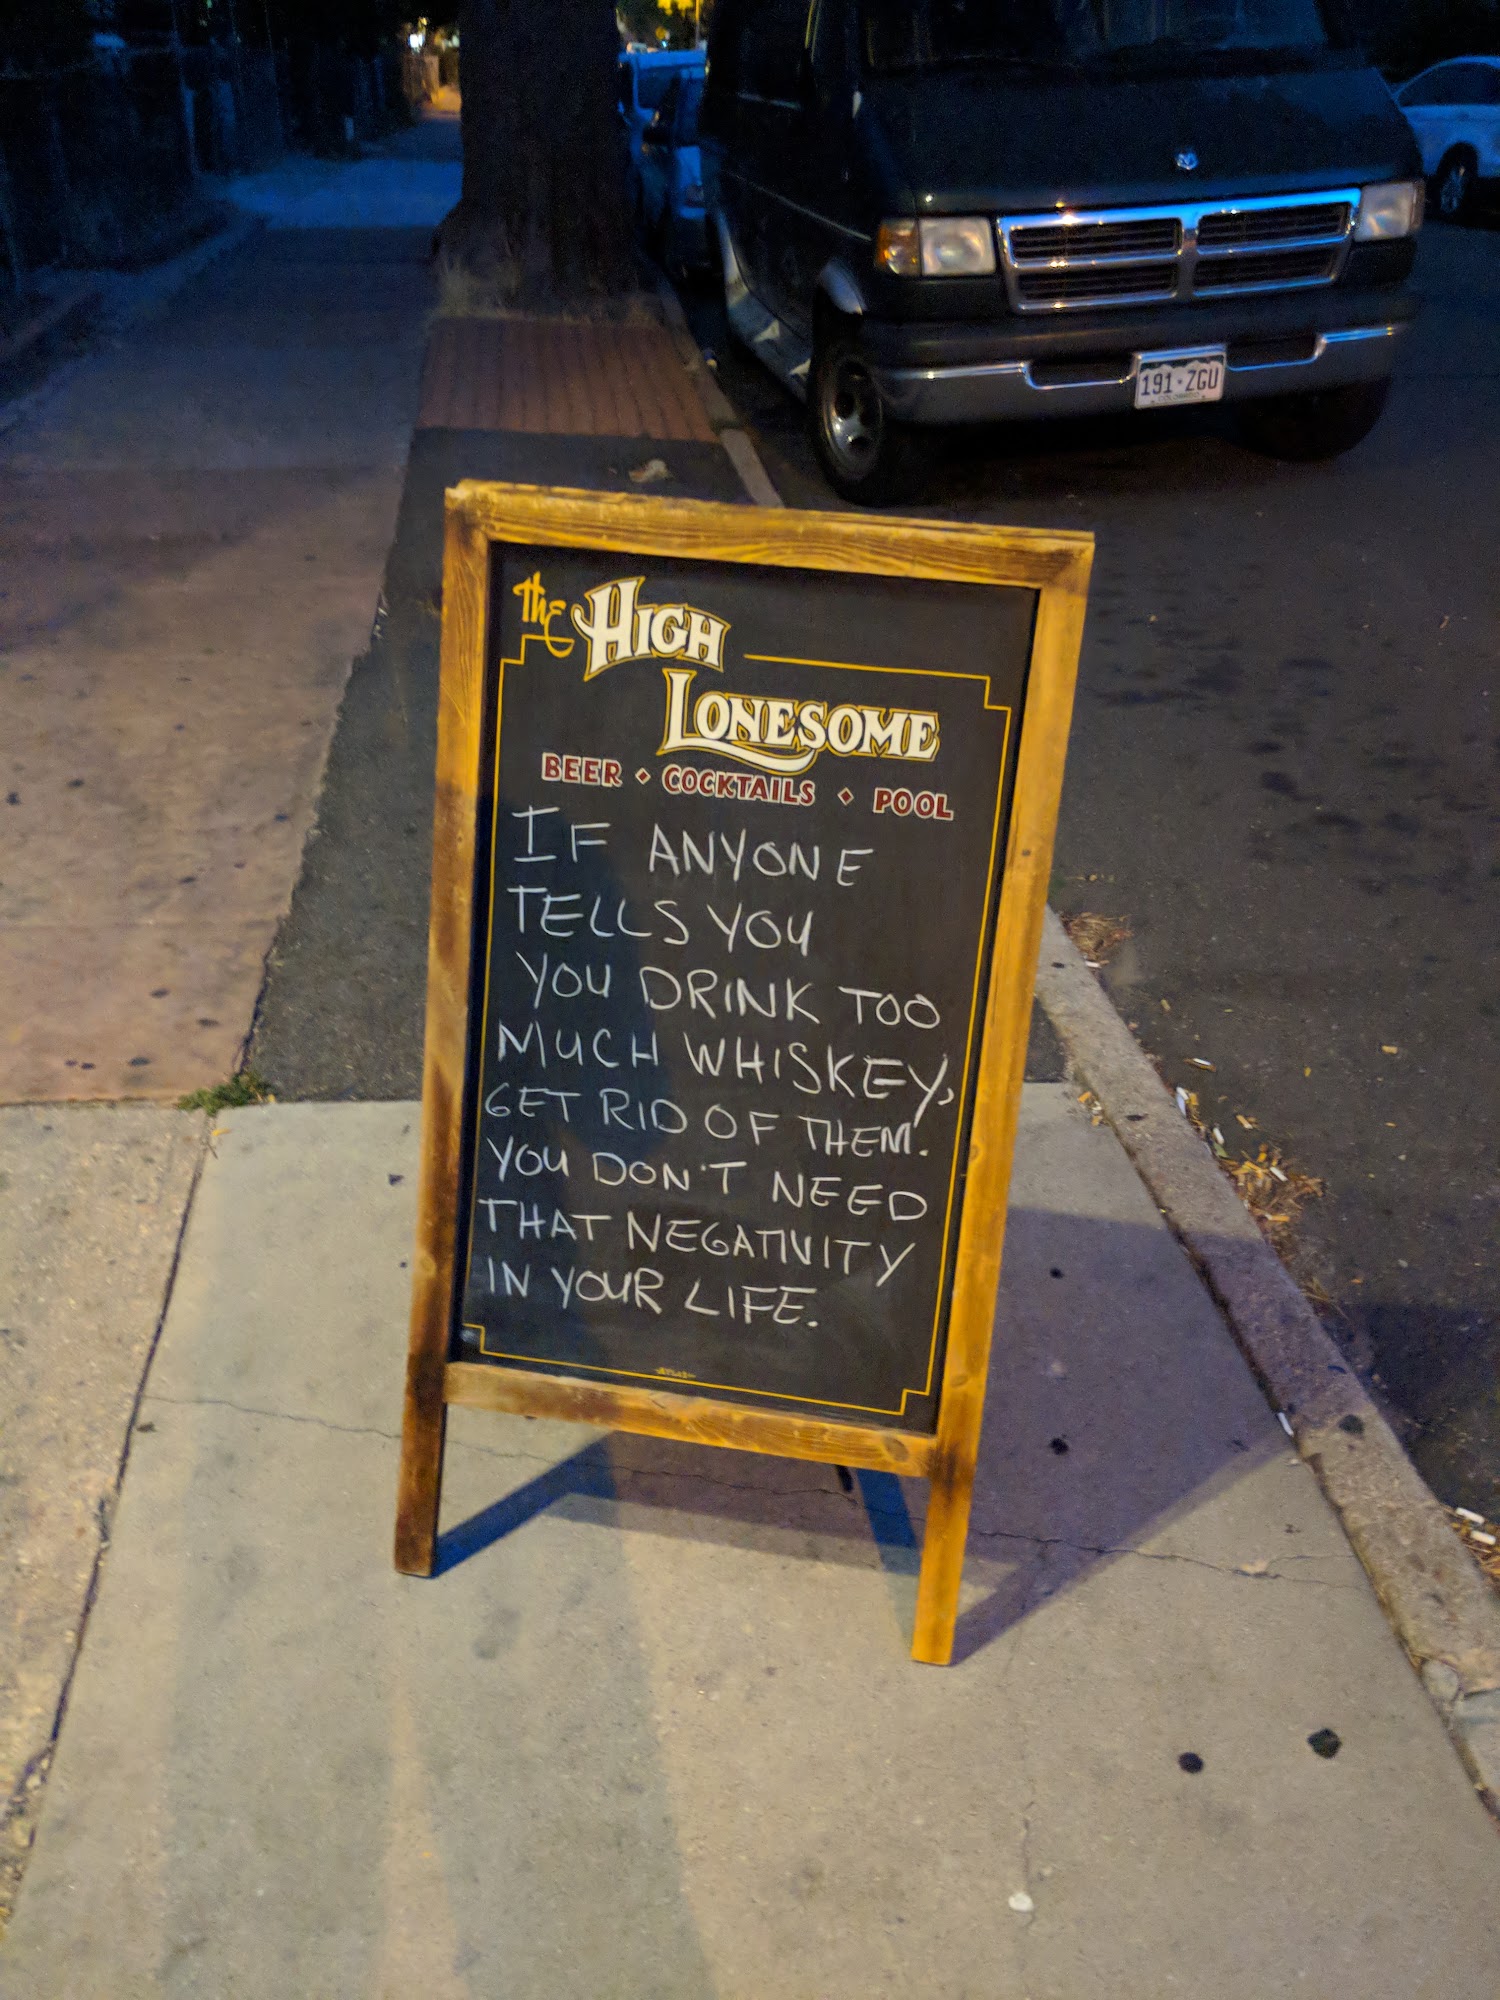 191·ZGU
COLORADO
the HIGH
LONESOME
BEER • COCKTAILS • POOL
IF ANYONE
TELLS YOU
YOU DRINK TOO
MUCH WHISKEY,
GET RID OF THEM.
YOU DON'T NEED
THAT NEGATIVITY
IN YOUR LIFE.